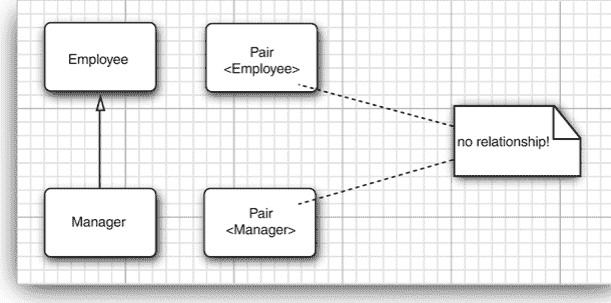 Employee
Pair
<Employee>
no relationship!
Manager
Pair
<Manager>